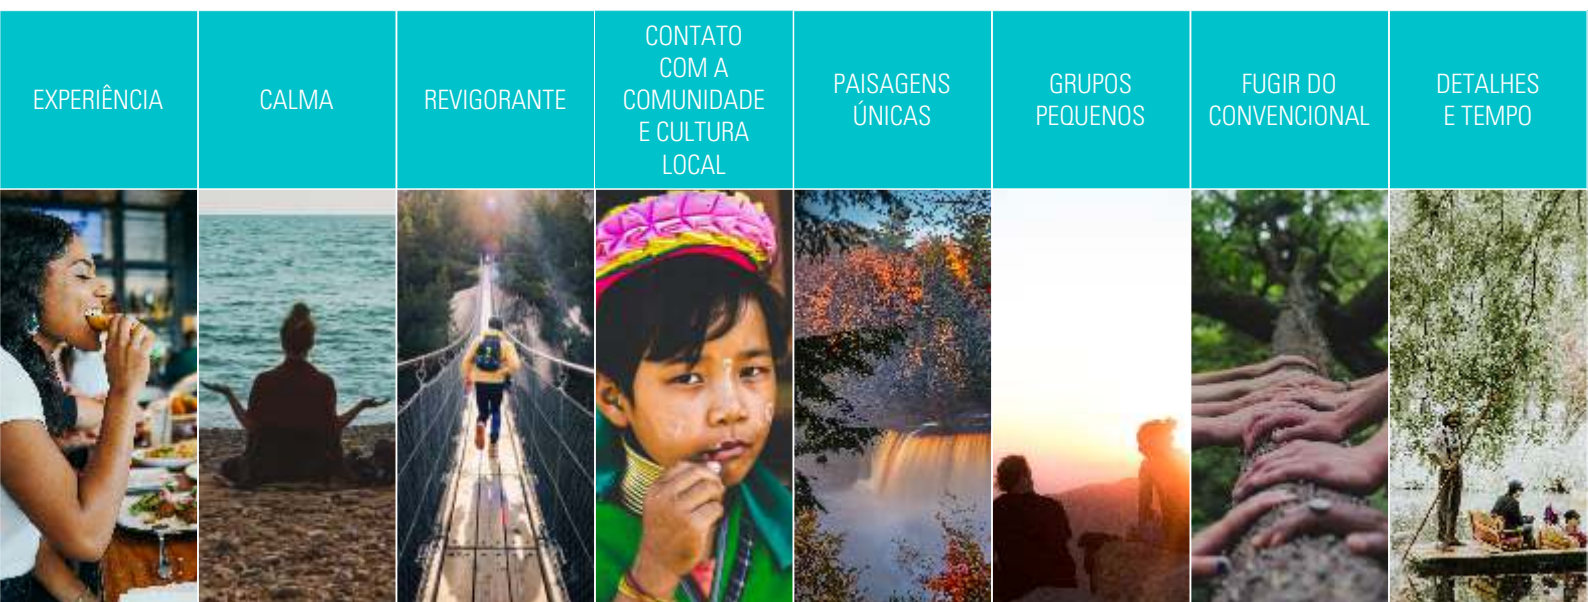 EXPERIÊNCIA
CALMA
REVIGORANTE
CONTATO
COM A
COMUNIDADE
E CULTURA
LOCAL
PAISAGENS
ÚNICAS
GRUPOS
PEQUENOS
FUGIR DO
CONVENCIONAL
DETALHES
E TEMPO